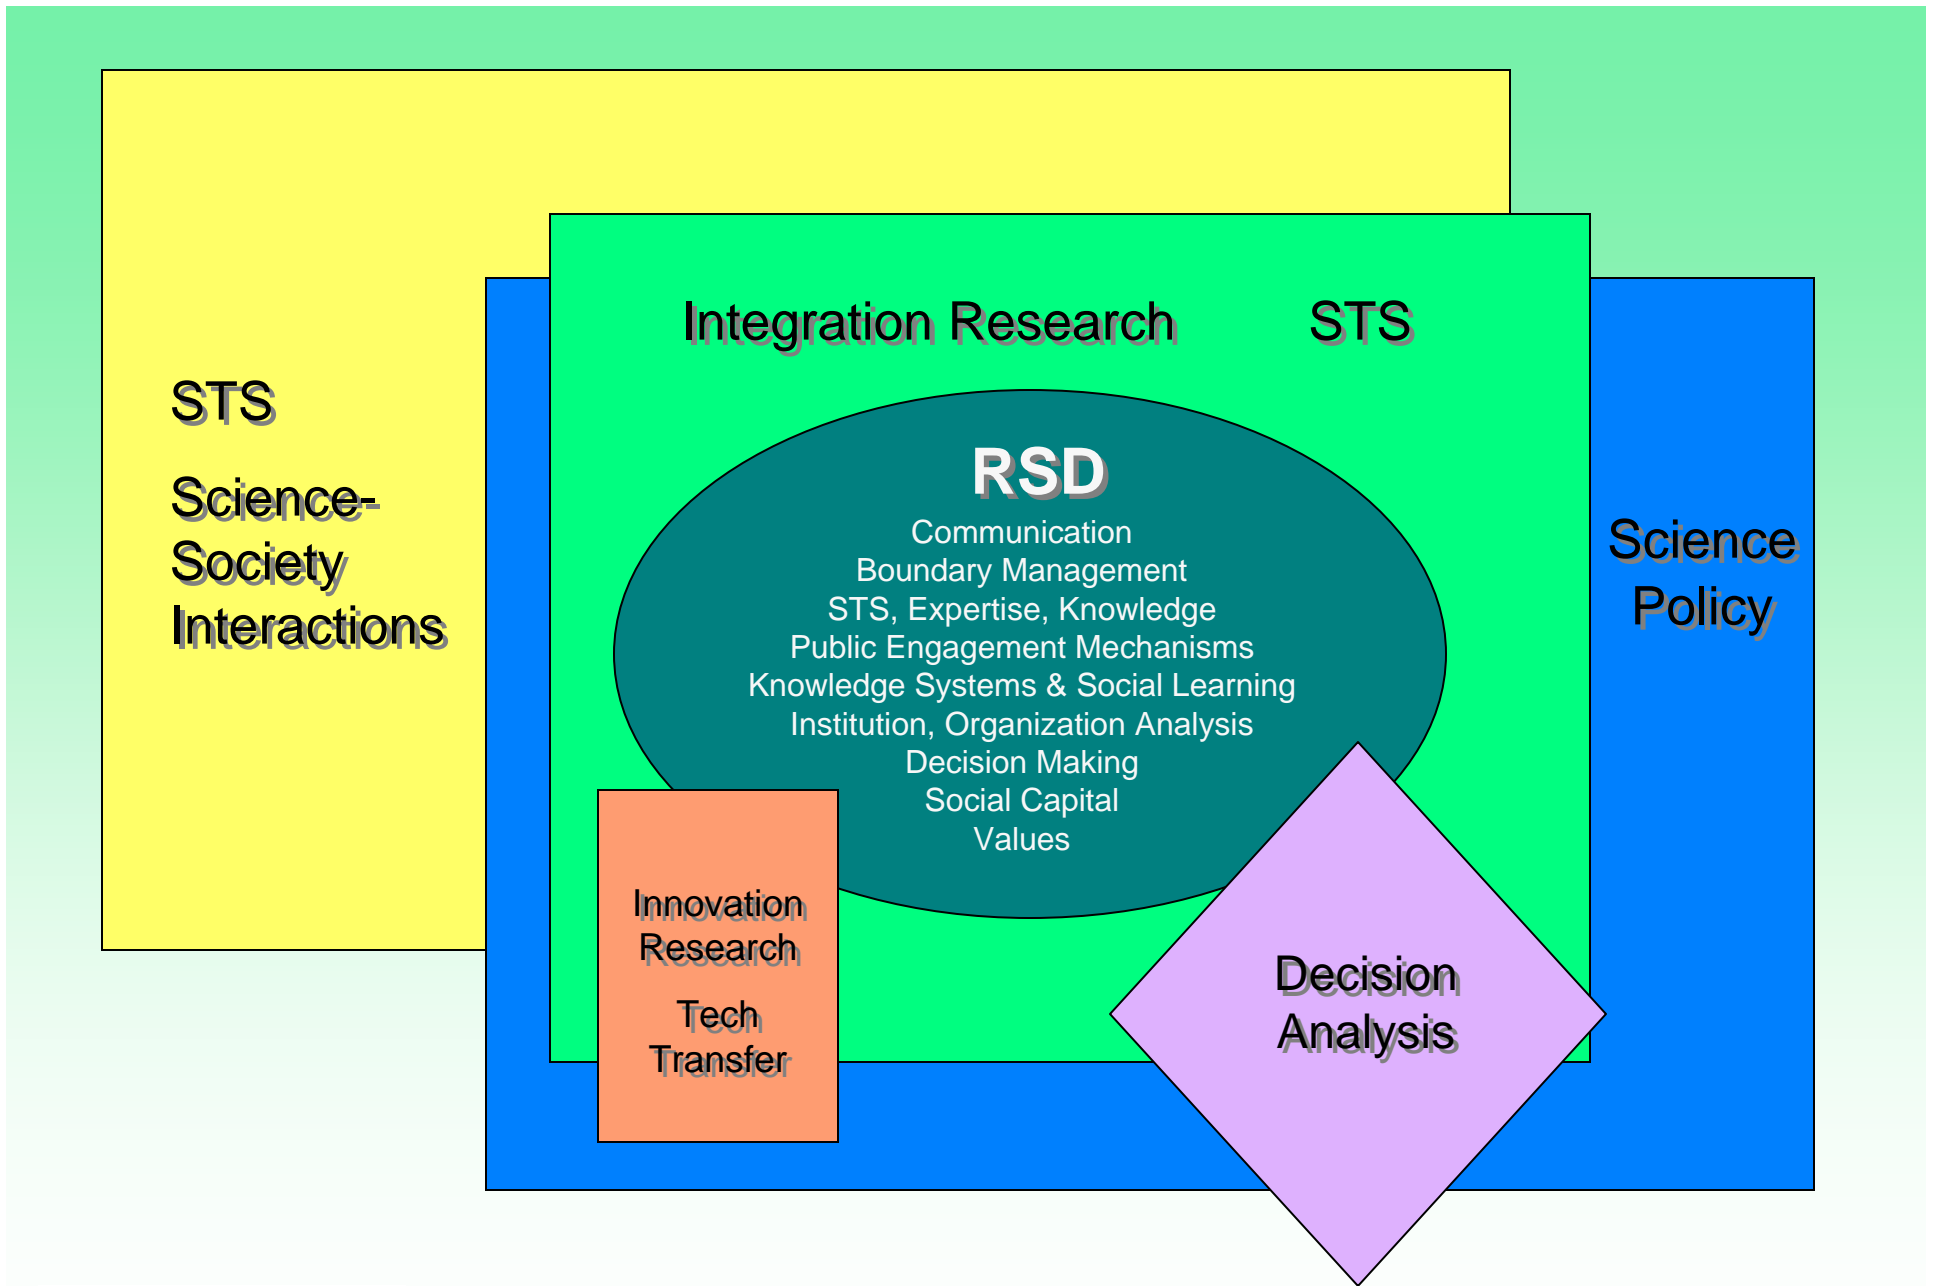 Integration Research STS
STS
Science-
Society
Interactions
RSD
Communication
Boundary Management
STS, Expertise, Knowledge
Public Engagement Mechanisms
Knowledge Systems & Social Learning
Institution, Organization Analysis
Decision Making
Social Capital
Values
Science
Policy
Innovation
Research
Tech
Transfer
Decision
Analysis